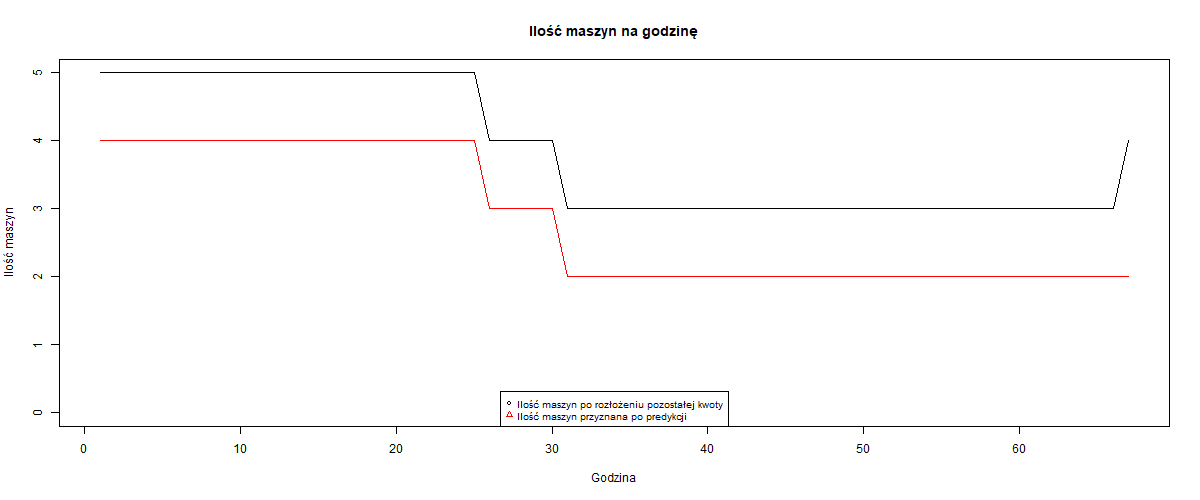 Ilość maszyn na godzinę
Ilość maszyn
5
4
3
2
1
0
Ilość maszyn po rozłożeniu pozostałej kwoty
Ilość maszyn przyznana po predykcji
0 10 20 30 40 50 60
Godzina